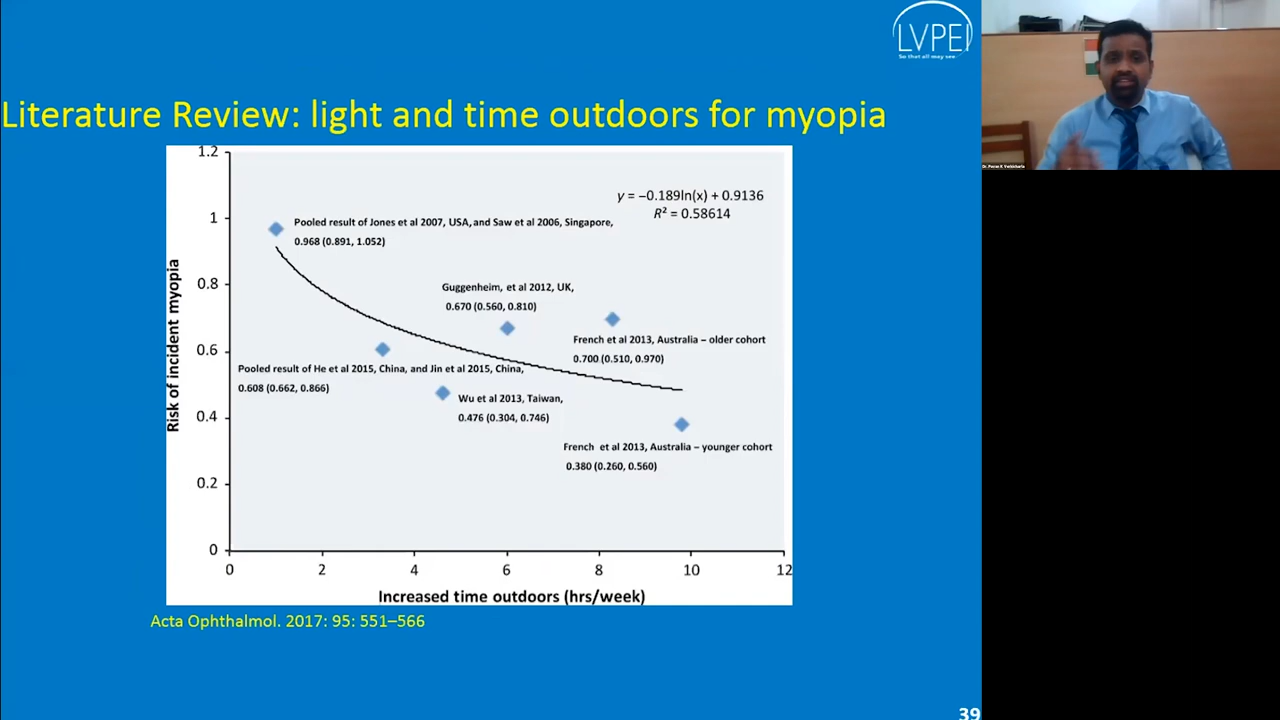 LVPEI
So that all may see
Literature Review: light and time outdoors for myopia
1.2
1
0.8
0.6
0.4
0.2
0
Risk of incident myopia
y = −0.189ln(x) + 0.9136
R² = 0.58614
Pooled result of Jones et al 2007, USA, and Saw et al 2006, Singapore,
0.968 (0.891, 1.052)
Guggenheim, et al 2012, UK,
0.670 (0.560, 0.810)
French et al 2013, Australia – older cohort
0.700 (0.510, 0.970)
Pooled result of He et al 2015, China, and Jin et al 2015, China,
0.608 (0.662, 0.866)
Wu et al 2013, Taiwan,
0.476 (0.304, 0.746)
French et al 2013, Australia – younger cohort
0.380 (0.260, 0.560)
0 2 4 6 8 10 12
Increased time outdoors (hrs/week)
Acta Ophthalmol. 2017: 95: 551–566
39